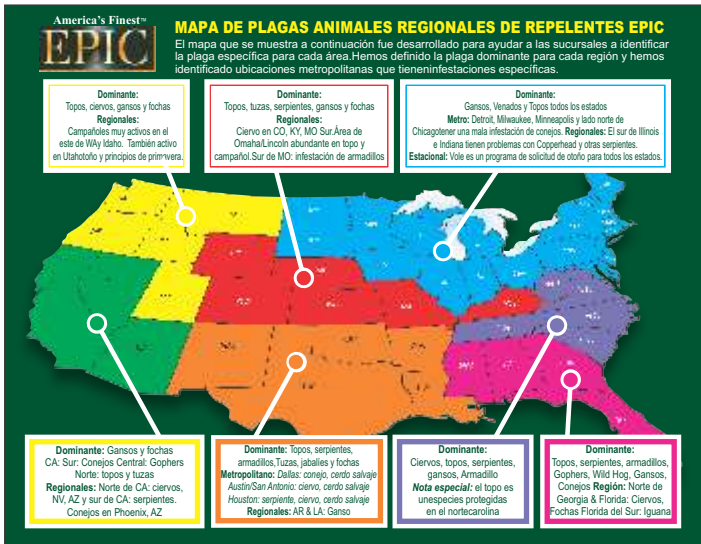 America's Finest™
EPIC
MAPA DE PLAGAS ANIMALES REGIONALES DE REPELENTES EPIC
El mapa que se muestra a continuación fue desarrollado para ayudar a las sucursales a identificar
la plaga específica para cada área.Hemos definido la plaga dominante para cada región y hemos
identificado ubicaciones metropolitanas que tieneninfestaciones específicas.
Dominante:
Topos, ciervos, gansos y fochas
Regionales:
Campañoles muy activos en el
este de WAy Idaho. También activo
en Utahotoño y principios de primavera.
Dominante:
Topos, tuzas, serpientes, gansos y fochas
Regionales:
Ciervo en CO, KY, MO Sur.Área de
Omaha/Lincoln abundante en topo y
campañol.Sur de MO: infestación de armadillos
Dominante:
Gansos, Venados y Topos todos los estados
Metro: Detroit, Milwaukee, Minneapolis y lado norte de
Chicagotener una mala infestación de conejos. Regionales: El sur de Illinois
e Indiana tienen problemas con Copperhead y otras serpientes.
Estacional: Vole es un programa de solicitud de otoño para todos los estados.
Dominante: Gansos y fochas
CA: Sur: Conejos Central: Gophers
Norte: topos y tuzas
Regionales: Norte de CA: ciervos,
NV, AZ y sur de CA: serpientes.
Conejos en Phoenix, AZ
Dominante: Topos, serpientes,
armadillos,Tuzas, jabalíes y fochas
Metropolitano: Dallas: conejo, cerdo salvaje
Austin/San Antonio: ciervo, cerdo salvaje
Houston: serpiente, ciervo, cerdo salvaje
Regionales: AR & LA: Ganso
Dominante:
Ciervos, topos, serpientes,
gansos, Armadillo
Nota especial: el topo es
unespecies protegidas
en el nortecarolina
Dominante:
Topos, serpientes, armadillos,
Gophers, Wild Hog, Gansos,
Conejos Región: Norte de
Georgia & Florida: Ciervos,
Fochas Florida del Sur: Iguana